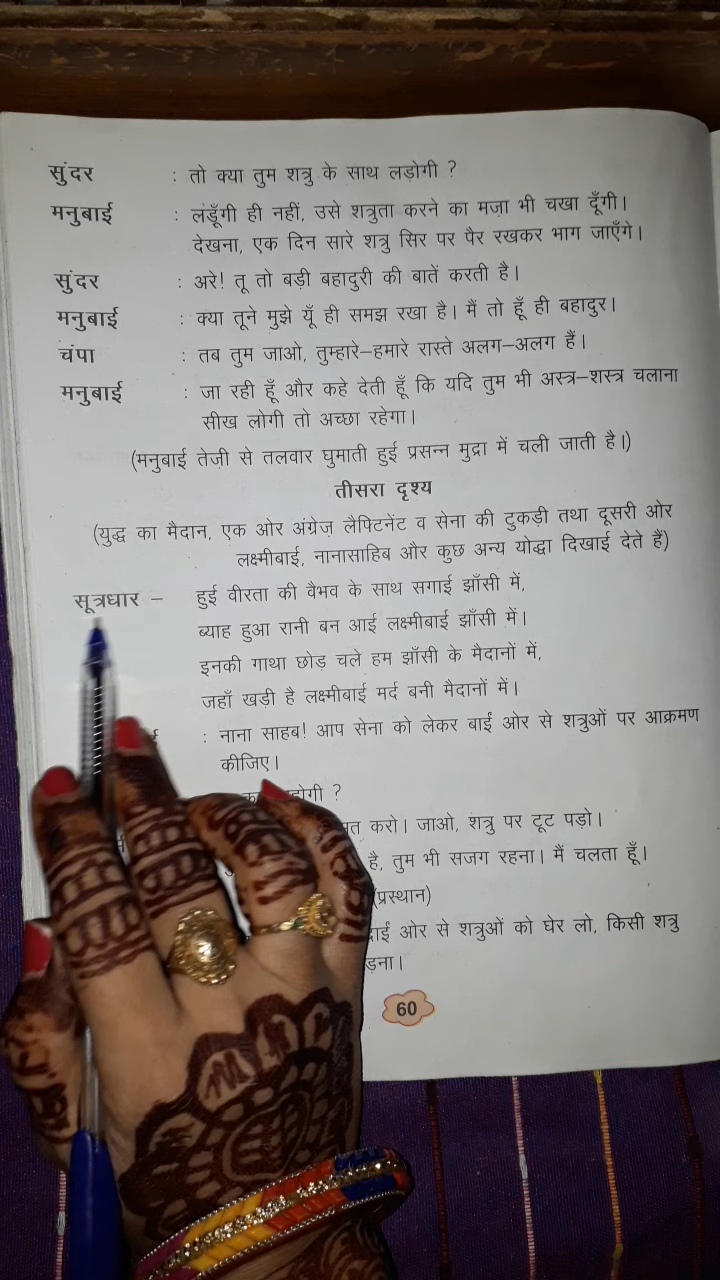 सुंदर : तो क्या तुम शत्रु के साथ लड़ोगी ?
मनुबाई : लडूँगी ही नहीं, उसे शत्रुता करने का मज़ा भी चखा दूँगी।
देखना, एक दिन सारे शत्रु सिर पर पैर रखकर भाग जाएँगे।
सुंदर : अरे! तू तो बड़ी बहादुरी की बातें करती है।
मनुबाई : क्या तूने मुझे यूँ ही समझ रखा है। मैं तो हूँ ही बहादुर।
चंपा : तब तुम जाओ, तुम्हारे–हमारे रास्ते अलग–अलग हैं।
मनुबाई : जा रही हूँ और कहे देती हूँ कि यदि तुम भी अस्त्र–शस्त्र चलाना
सीख लोगी तो अच्छा रहेगा।
(मनुबाई तेज़ी से तलवार घुमाती हुई प्रसन्न मुद्रा में चली जाती है।)
तीसरा दृश्य
(युद्ध का मैदान, एक ओर अंग्रेज़ लैफ्टिनेंट व सेना की टुकड़ी तथा दूसरी ओर
लक्ष्मीबाई, नानासाहिब और कुछ अन्य योद्धा दिखाई देते हैं)
सूत्रधार – हुई वीरता की वैभव के साथ सगाई झाँसी में,
ब्याह हुआ रानी बन आई लक्ष्मीबाई झाँसी में।
इनकी गाथा छोड़ चले हम झाँसी के मैदानों में,
जहाँ खड़ी है लक्ष्मीबाई मर्द बनी मैदानों में।
: नाना साहब! आप सेना को लेकर बाईं ओर से शत्रुओं पर आक्रमण
कीजिए।
?
करो। जाओ, शत्रु पर टूट पड़ो।
है, तुम भी सजग रहना। मैं चलता हूँ।
(प्रस्थान)
ओर से शत्रुओं को घेर लो, किसी शत्रु
60